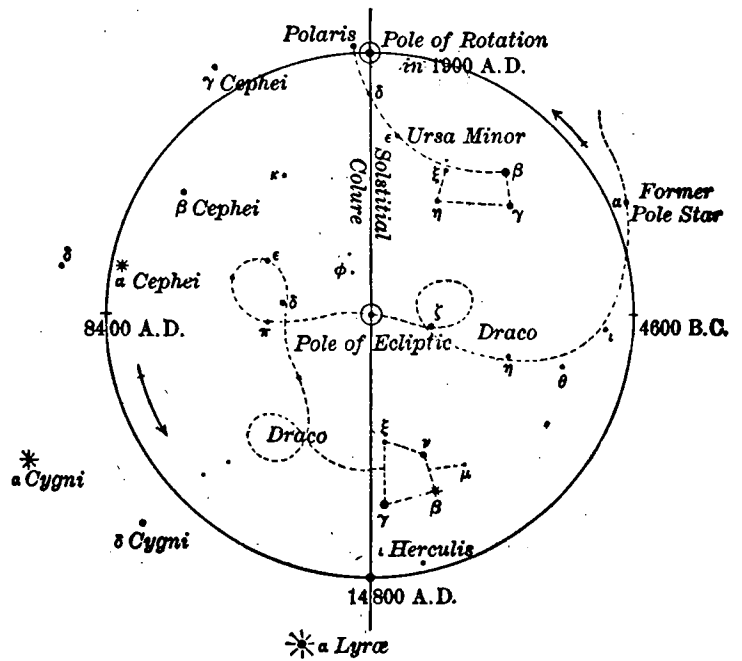 Polaris
Pole of Rotation
in 1900 A.D.
γ Cephei
δ
ϵ
Ursa Minor
κ
ξ
β
β Cephei
η
γ
Solstitial
Colure
α
Former
Pole Star
δ
α Cephei
ϵ
ϕ
δ
ζ
8400 A.D.
π
Draco
ι
4600 B.C.
Pole of Ecliptic
η
θ
Draco
ξ
ν
μ
α Cygni
γ
β
δ Cygni
ι Herculis
14800 A.D.
α Lyræ